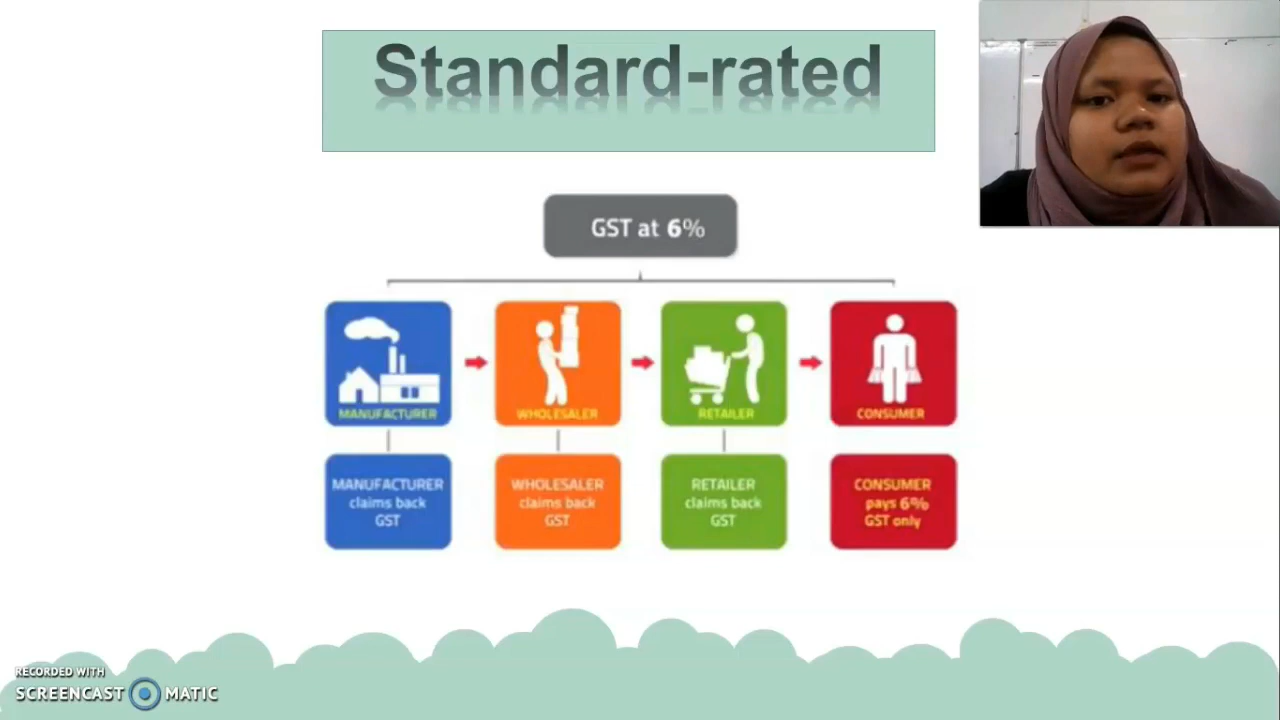 Standard-rated
GST at 6%
MANUFACTURER
WHOLESALER
RETAILER
CONSUMER
MANUFACTURER
claims back
GST
WHOLESALER
claims back
GST
RETAILER
claims back
GST
CONSUMER
pays 6%
GST only
RECORDED WITH
SCREENCAST MATIC